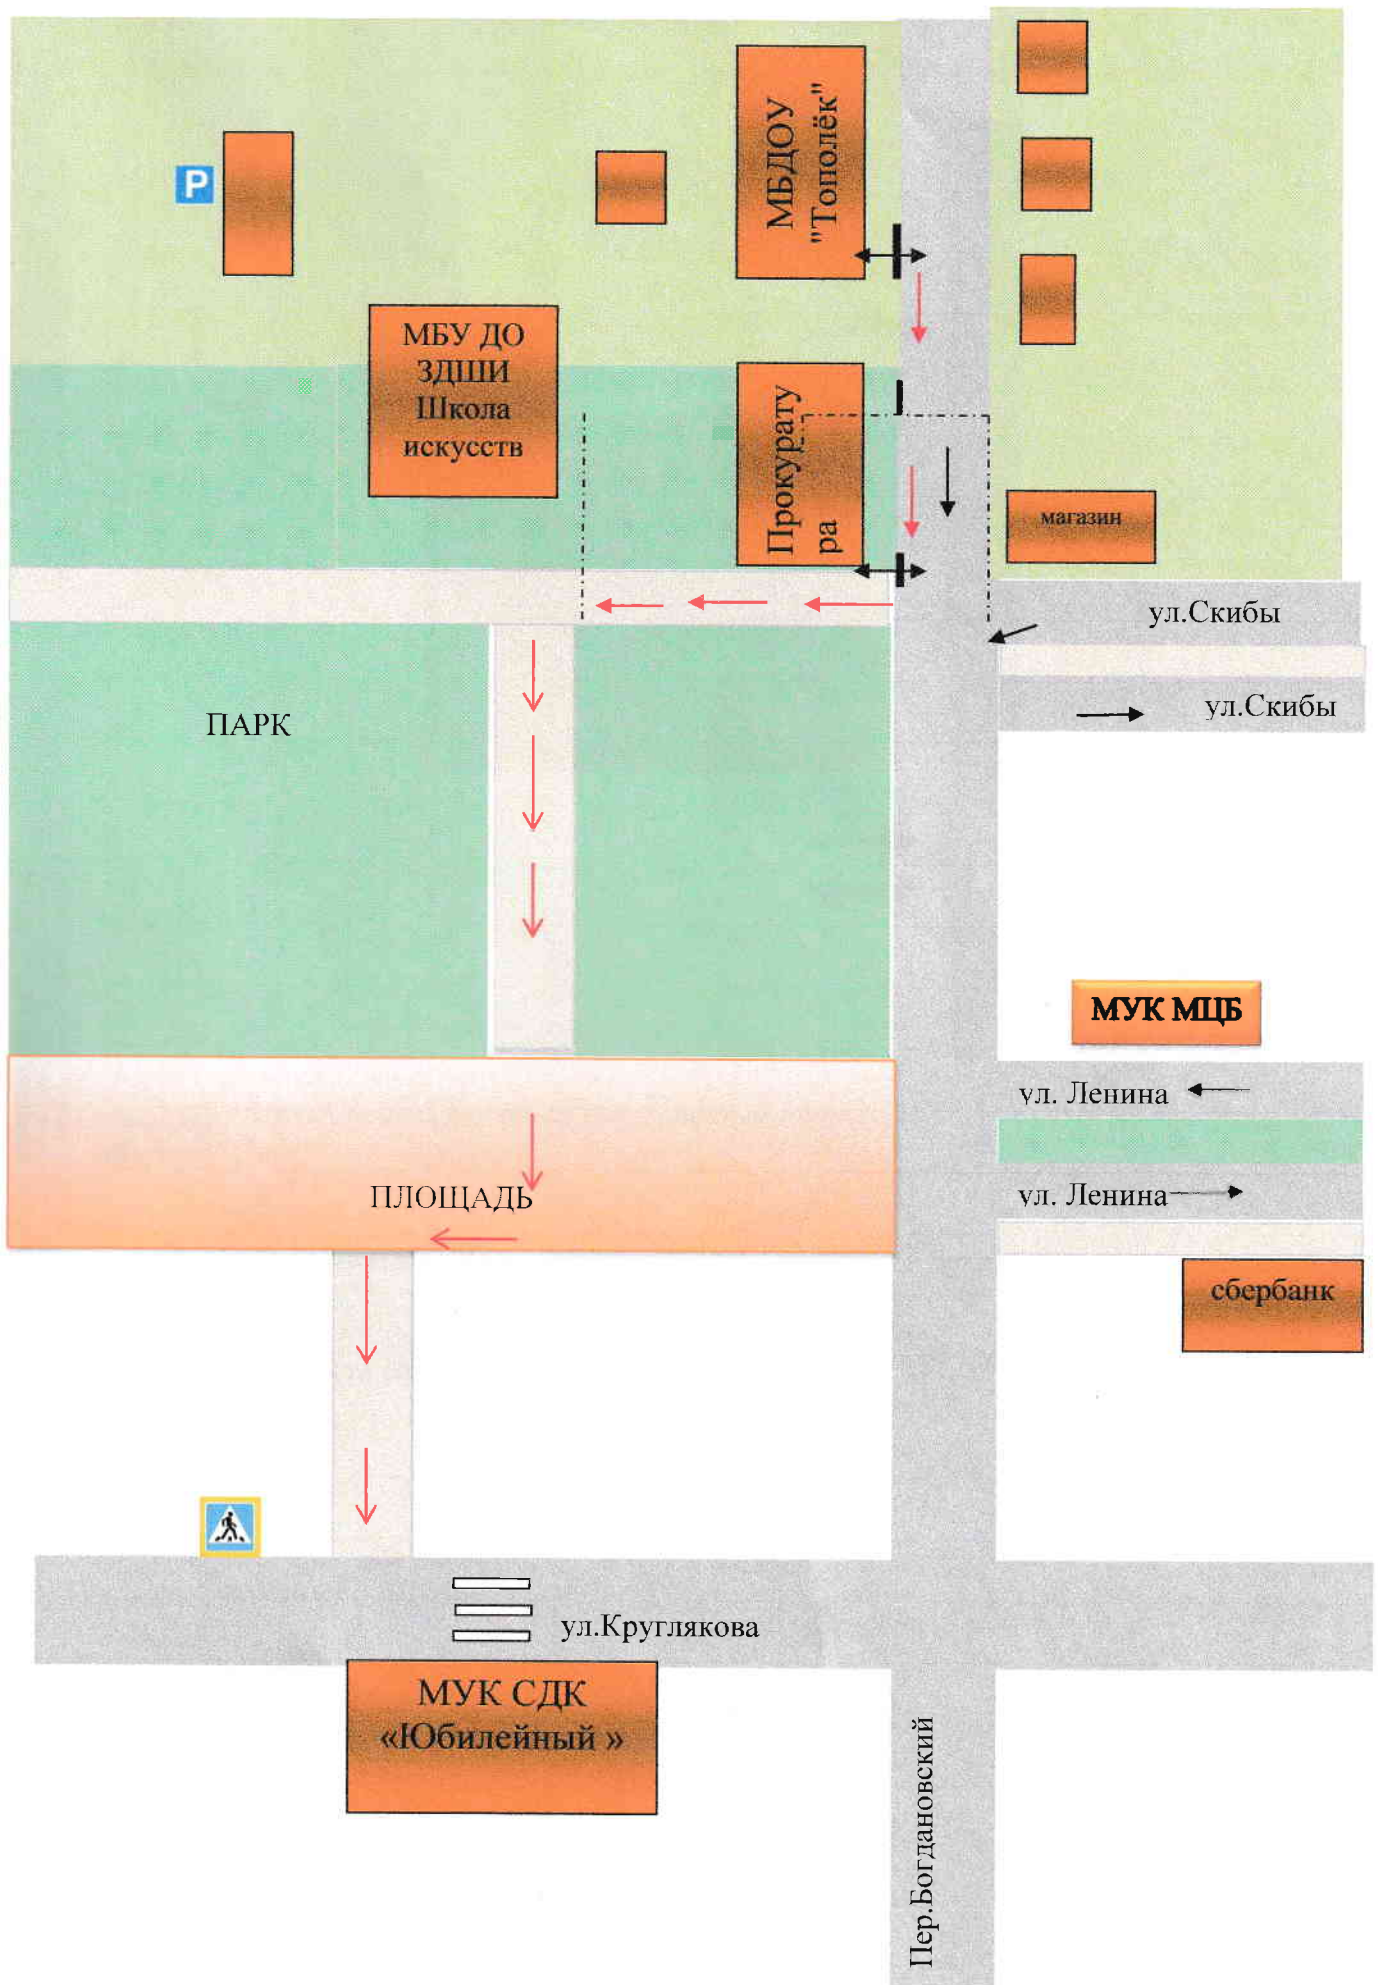 МБДОУ
"Тополёк"
P
МБУ ДО
ЗДШИ
Школа
искусств
Прокурату
ра
магазин
ул.Скибы
ул.Скибы
ПАРК
МУК МЦБ
ул. Ленина
ПЛОЩАДЬ
ул. Ленина
сбербанк
ул.Круглякова
МУК СДК
«Юбилейный »
Пер.Богдановский